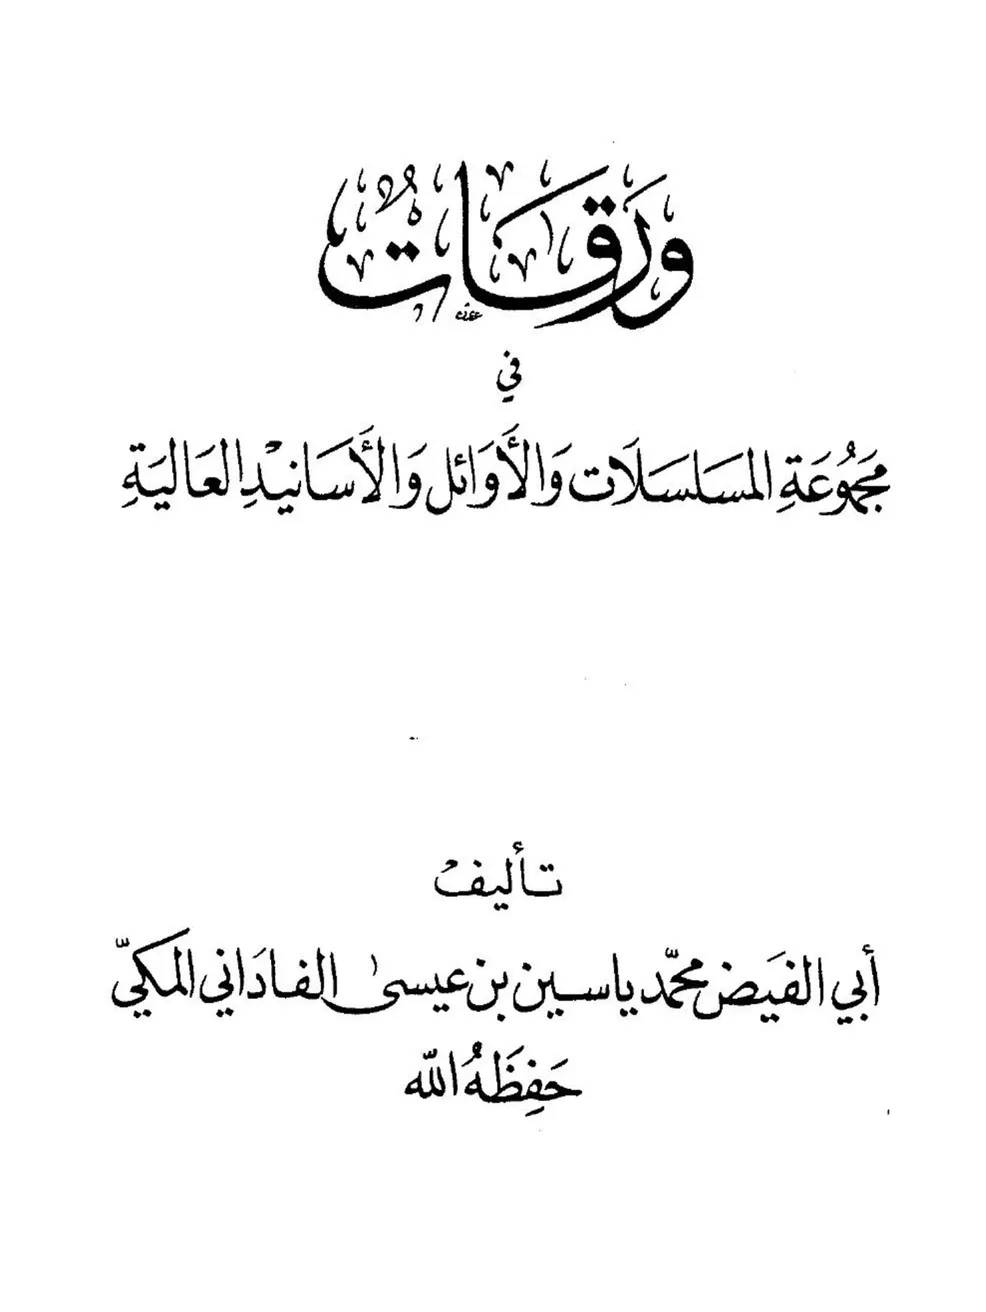 ورقات
في
مجموعة المسلسلات والأوائل والأسانيد العالية
تأليف
أبي الفيض محمد ياسين بن عيسى الفاداني المكي
حفظه الله